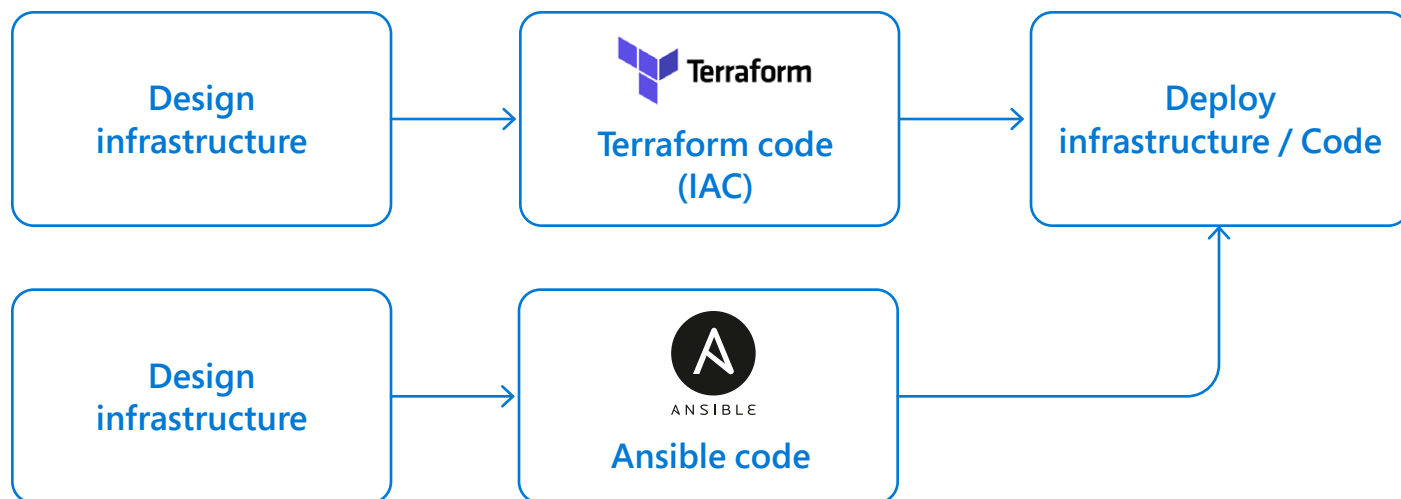 Design
infrastructure
Terraform
Terraform code
(IAC)
Deploy
infrastructure / Code
Design
infrastructure
ANSIBLE
Ansible code